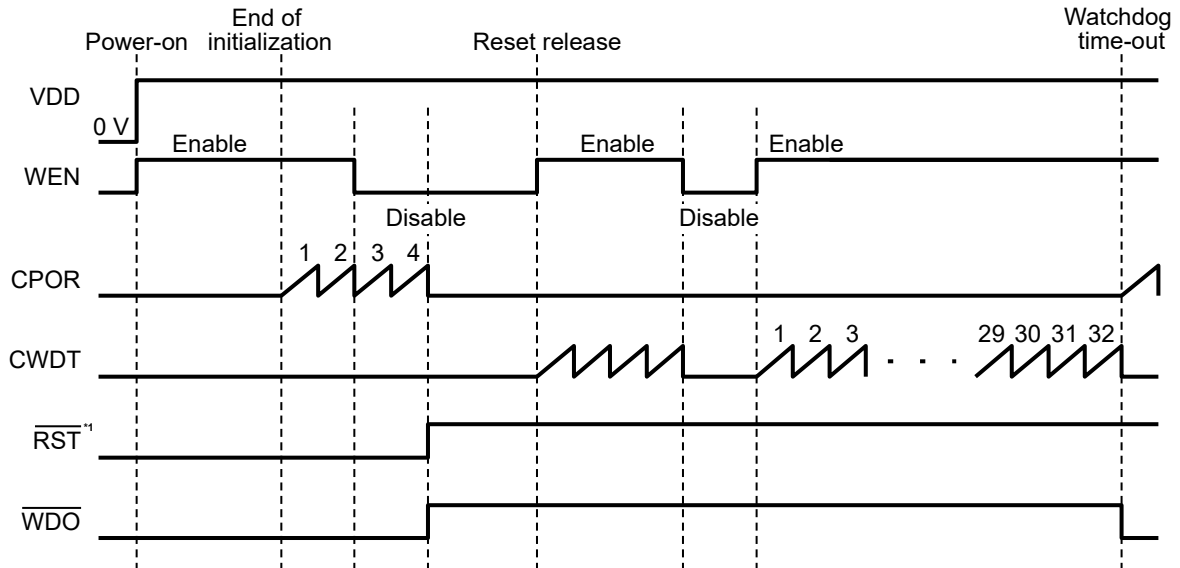 End of
Power-on initialization
Reset release
Watchdog
time-out
VDD
0 V
Enable
Enable
Enable
WEN
Disable
Disable
1 2 3 4
CPOR
1 2 3 29 30 31 32
CWDT
RST*1
WDO